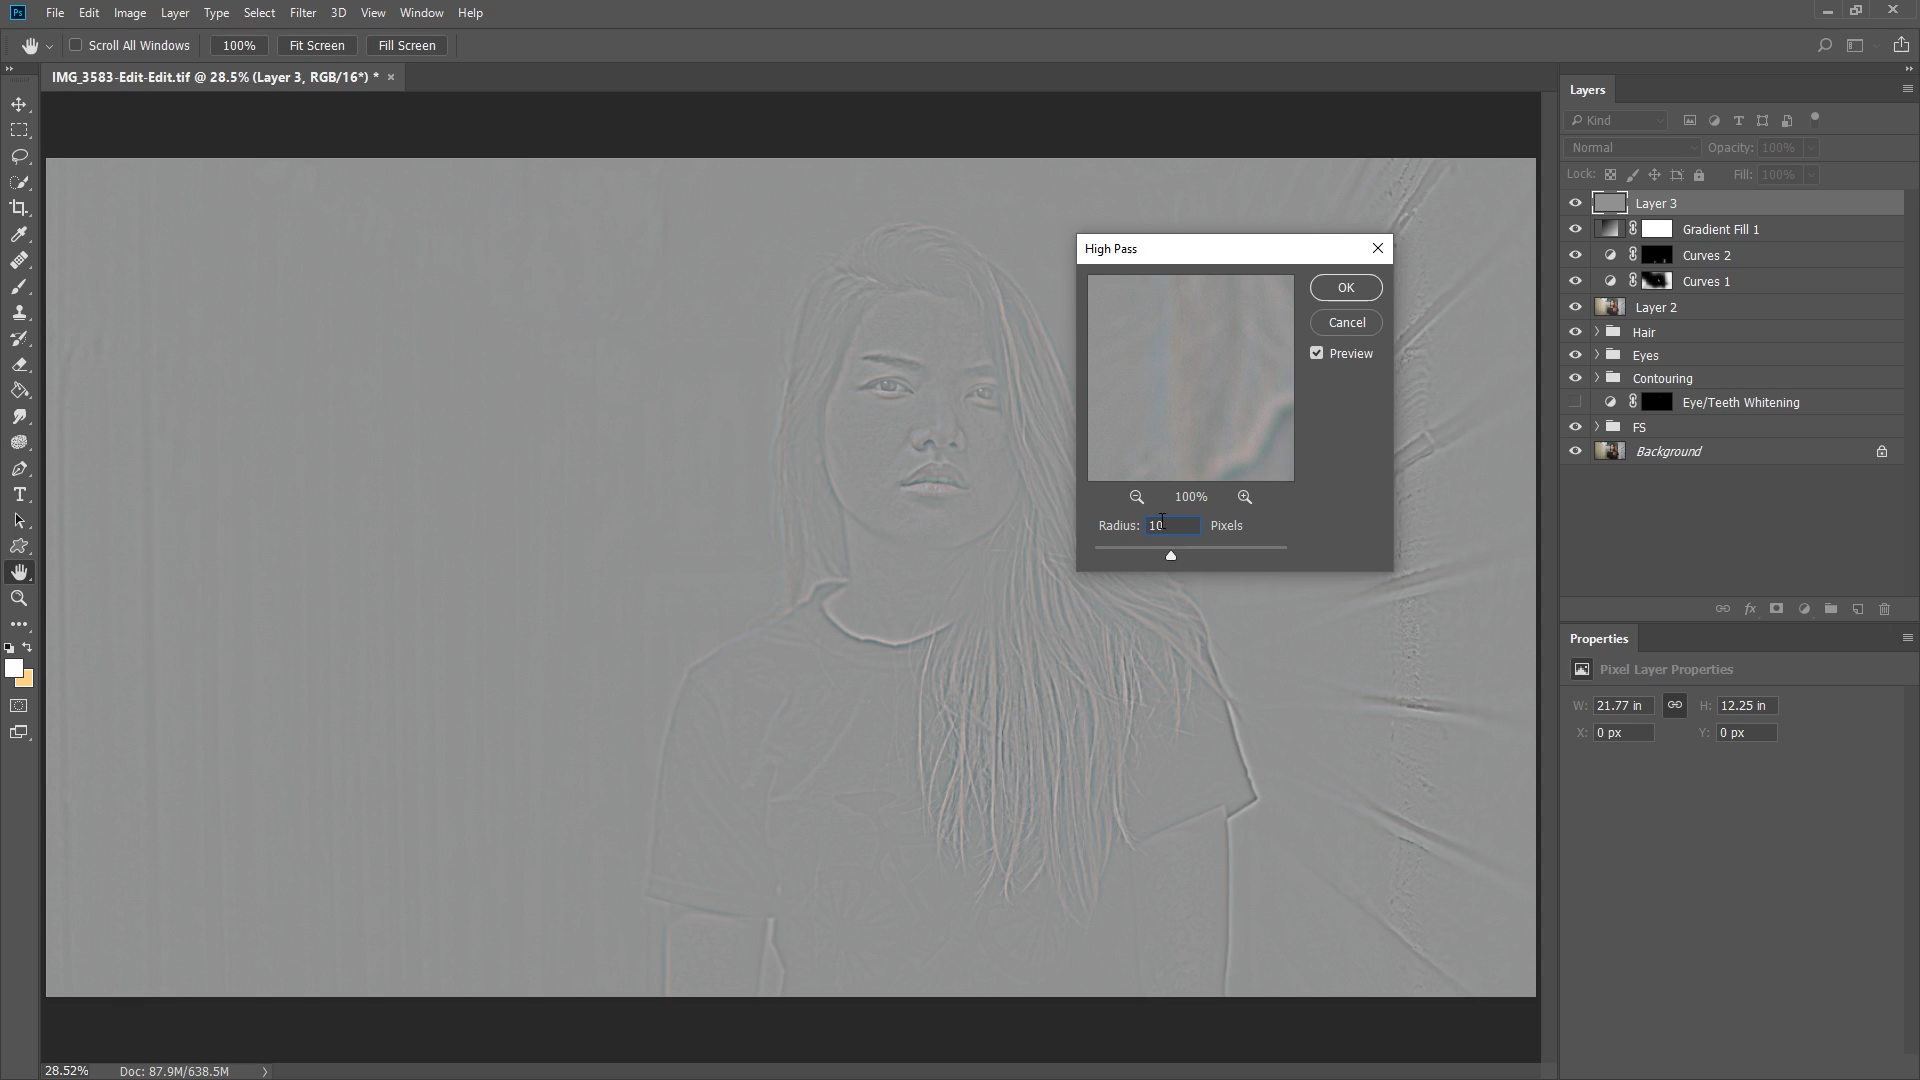 Ps File Edit Image Layer Type Select Filter 3D View Window Help
Scroll All Windows 100% Fit Screen Fill Screen
IMG_3583-Edit-Edit.tif @ 28.5% (Layer 3, RGB/16*) * ×
Layers
Kind
Normal Opacity: 100%
Lock: Fill: 100%
Layer 3
Gradient Fill 1
Curves 2
Curves 1
Layer 2
Hair
Eyes
Contouring
Eye/Teeth Whitening
FS
Background
High Pass
OK
Cancel
Preview
100%
Radius: 10 Pixels
Properties
Pixel Layer Properties
W: 21.77 in H: 12.25 in
X: 0 px Y: 0 px
28.52% Doc: 87.9M/638.5M